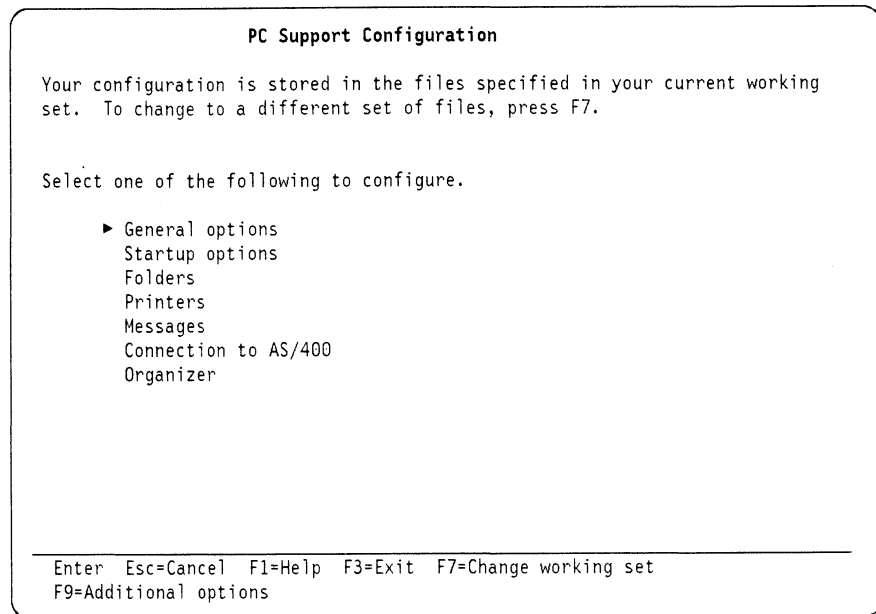 PC Support Configuration
Your configuration is stored in the files specified in your current working
set. To change to a different set of files, press F7.
Select one of the following to configure.
► General options
Startup options
Folders
Printers
Messages
Connection to AS/400
Organizer
Enter Esc=Cancel F1=Help F3=Exit F7=Change working set
F9=Additional options